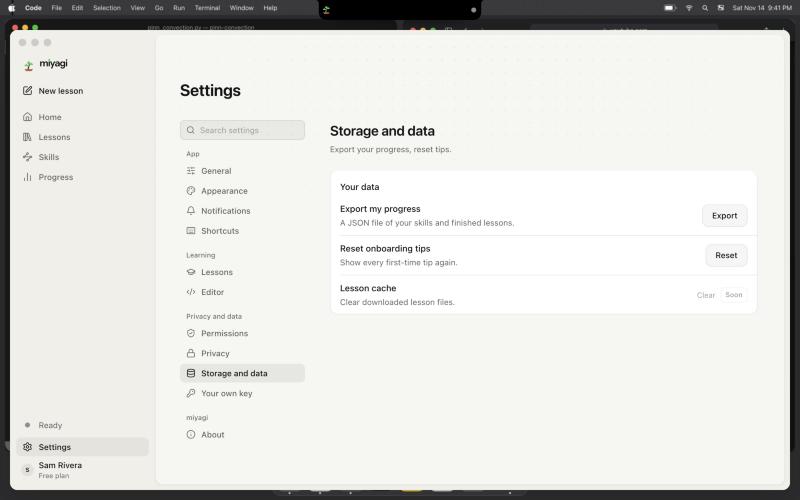 Code File Edit Selection View Go Run Terminal Window Help
Sat Nov 14 9:41 PM
pinn_convection.py — pinn-convection
miyagi
New lesson
Home
Lessons
Skills
Progress
Ready
Settings
S
Sam Rivera
Free plan
Settings
Search settings
App
General
Appearance
Notifications
Shortcuts
Learning
Lessons
Editor
Privacy and data
Permissions
Privacy
Storage and data
Your own key
miyagi
About
Storage and data
Export your progress, reset tips.
Your data
Export my progress
A JSON file of your skills and finished lessons.
Export
Reset onboarding tips
Show every first-time tip again.
Reset
Lesson cache
Clear downloaded lesson files.
Clear Soon